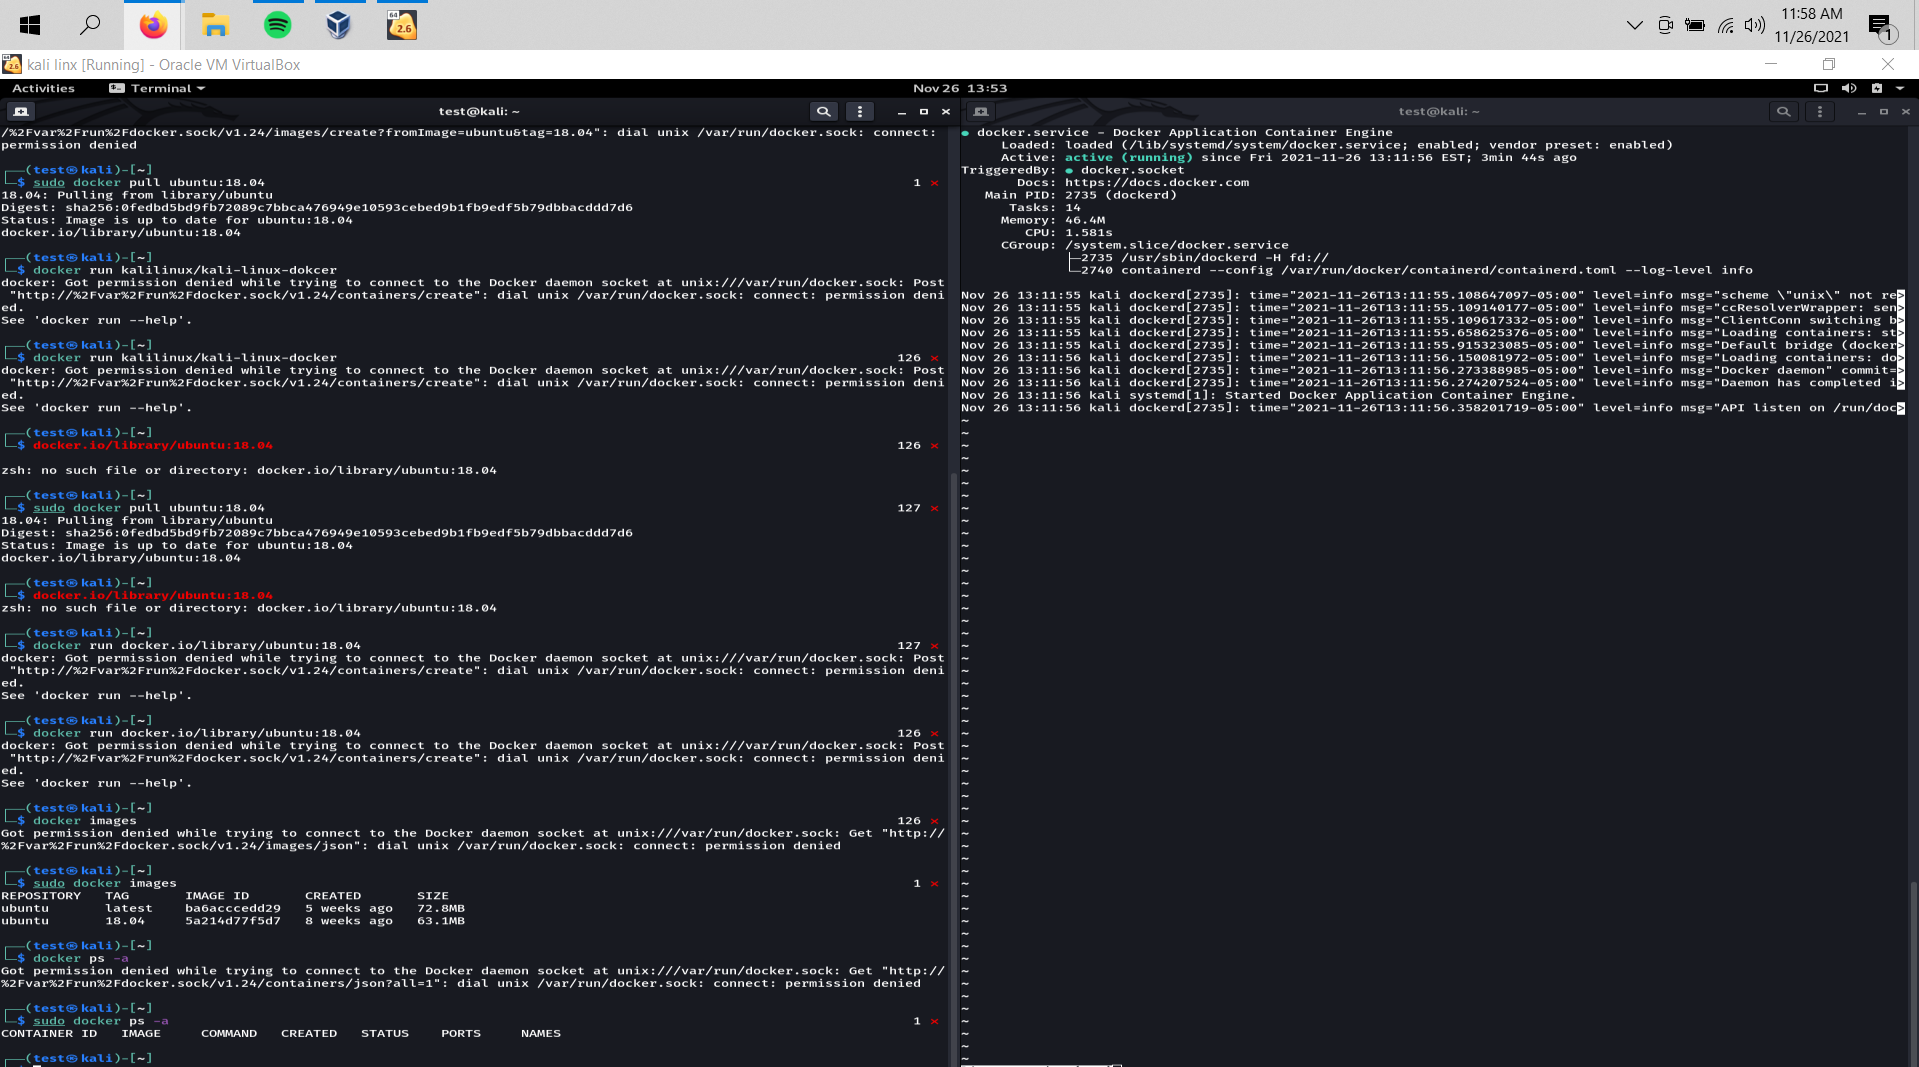 11:58 AM
11/26/2021
1
64
2.6
kali linx [Running] - Oracle VM VirtualBox
Activities
Terminal
Nov 26 13:53
test@kali: ~
/%2Fvar%2Frun%2Fdocker.sock/v1.24/images/create?fromImage=ubuntu&tag=18.04": dial unix /var/run/docker.sock: connect:
permission denied
┌──(test㉿kali)-[~]
└─$ sudo docker pull ubuntu:18.04 1 ⨯
18.04: Pulling from library/ubuntu
Digest: sha256:0fedbd5bd9fb72089c7bbca476949e10593cebed9b1fb9edf5b79dbbacddd7d6
Status: Image is up to date for ubuntu:18.04
docker.io/library/ubuntu:18.04
┌──(test㉿kali)-[~]
└─$ docker run kalilinux/kali-linux-dokcer
docker: Got permission denied while trying to connect to the Docker daemon socket at unix:///var/run/docker.sock: Post
"http://%2Fvar%2Frun%2Fdocker.sock/v1.24/containers/create": dial unix /var/run/docker.sock: connect: permission deni
ed.
See 'docker run --help'.
┌──(test㉿kali)-[~]
└─$ docker run kalilinux/kali-linux-docker 126 ⨯
docker: Got permission denied while trying to connect to the Docker daemon socket at unix:///var/run/docker.sock: Post
"http://%2Fvar%2Frun%2Fdocker.sock/v1.24/containers/create": dial unix /var/run/docker.sock: connect: permission deni
ed.
See 'docker run --help'.
┌──(test㉿kali)-[~]
└─$ docker.io/library/ubuntu:18.04 126 ⨯
zsh: no such file or directory: docker.io/library/ubuntu:18.04
┌──(test㉿kali)-[~]
└─$ sudo docker pull ubuntu:18.04 127 ⨯
18.04: Pulling from library/ubuntu
Digest: sha256:0fedbd5bd9fb72089c7bbca476949e10593cebed9b1fb9edf5b79dbbacddd7d6
Status: Image is up to date for ubuntu:18.04
docker.io/library/ubuntu:18.04
┌──(test㉿kali)-[~]
└─$ docker.io/library/ubuntu:18.04
zsh: no such file or directory: docker.io/library/ubuntu:18.04
┌──(test㉿kali)-[~]
└─$ docker run docker.io/library/ubuntu:18.04 127 ⨯
docker: Got permission denied while trying to connect to the Docker daemon socket at unix:///var/run/docker.sock: Post
"http://%2Fvar%2Frun%2Fdocker.sock/v1.24/containers/create": dial unix /var/run/docker.sock: connect: permission deni
ed.
See 'docker run --help'.
┌──(test㉿kali)-[~]
└─$ docker run docker.io/library/ubuntu:18.04 126 ⨯
docker: Got permission denied while trying to connect to the Docker daemon socket at unix:///var/run/docker.sock: Post
"http://%2Fvar%2Frun%2Fdocker.sock/v1.24/containers/create": dial unix /var/run/docker.sock: connect: permission deni
ed.
See 'docker run --help'.
┌──(test㉿kali)-[~]
└─$ docker images 126 ⨯
Got permission denied while trying to connect to the Docker daemon socket at unix:///var/run/docker.sock: Get "http://
%2Fvar%2Frun%2Fdocker.sock/v1.24/images/json": dial unix /var/run/docker.sock: connect: permission denied
┌──(test㉿kali)-[~]
└─$ sudo docker images 1 ⨯
REPOSITORY TAG IMAGE ID CREATED SIZE
ubuntu latest ba6acccedd29 5 weeks ago 72.8MB
ubuntu 18.04 5a214d77f5d7 8 weeks ago 63.1MB
┌──(test㉿kali)-[~]
└─$ docker ps -a
Got permission denied while trying to connect to the Docker daemon socket at unix:///var/run/docker.sock: Get "http://
%2Fvar%2Frun%2Fdocker.sock/v1.24/containers/json?all=1": dial unix /var/run/docker.sock: connect: permission denied
┌──(test㉿kali)-[~]
└─$ sudo docker ps -a 1 ⨯
CONTAINER ID IMAGE COMMAND CREATED STATUS PORTS NAMES
┌──(test㉿kali)-[~]
test@kali: ~
● docker.service - Docker Application Container Engine
Loaded: loaded (/lib/systemd/system/docker.service; enabled; vendor preset: enabled)
Active: active (running) since Fri 2021-11-26 13:11:56 EST; 3min 44s ago
TriggeredBy: ● docker.socket
Docs: https://docs.docker.com
Main PID: 2735 (dockerd)
Tasks: 14
Memory: 46.4M
CPU: 1.581s
CGroup: /system.slice/docker.service
├─2735 /usr/sbin/dockerd -H fd://
└─2740 containerd --config /var/run/docker/containerd/containerd.toml --log-level info
Nov 26 13:11:55 kali dockerd[2735]: time="2021-11-26T13:11:55.108647097-05:00" level=info msg="scheme \"unix\" not re>
Nov 26 13:11:55 kali dockerd[2735]: time="2021-11-26T13:11:55.109140177-05:00" level=info msg="ccResolverWrapper: sen>
Nov 26 13:11:55 kali dockerd[2735]: time="2021-11-26T13:11:55.109617332-05:00" level=info msg="ClientConn switching b>
Nov 26 13:11:55 kali dockerd[2735]: time="2021-11-26T13:11:55.658625376-05:00" level=info msg="Loading containers: st>
Nov 26 13:11:55 kali dockerd[2735]: time="2021-11-26T13:11:55.915323085-05:00" level=info msg="Default bridge (docker>
Nov 26 13:11:56 kali dockerd[2735]: time="2021-11-26T13:11:56.150081972-05:00" level=info msg="Loading containers: do>
Nov 26 13:11:56 kali dockerd[2735]: time="2021-11-26T13:11:56.273388985-05:00" level=info msg="Docker daemon" commit=>
Nov 26 13:11:56 kali dockerd[2735]: time="2021-11-26T13:11:56.274207524-05:00" level=info msg="Daemon has completed i>
Nov 26 13:11:56 kali systemd[1]: Started Docker Application Container Engine.
Nov 26 13:11:56 kali dockerd[2735]: time="2021-11-26T13:11:56.358201719-05:00" level=info msg="API listen on /run/doc>